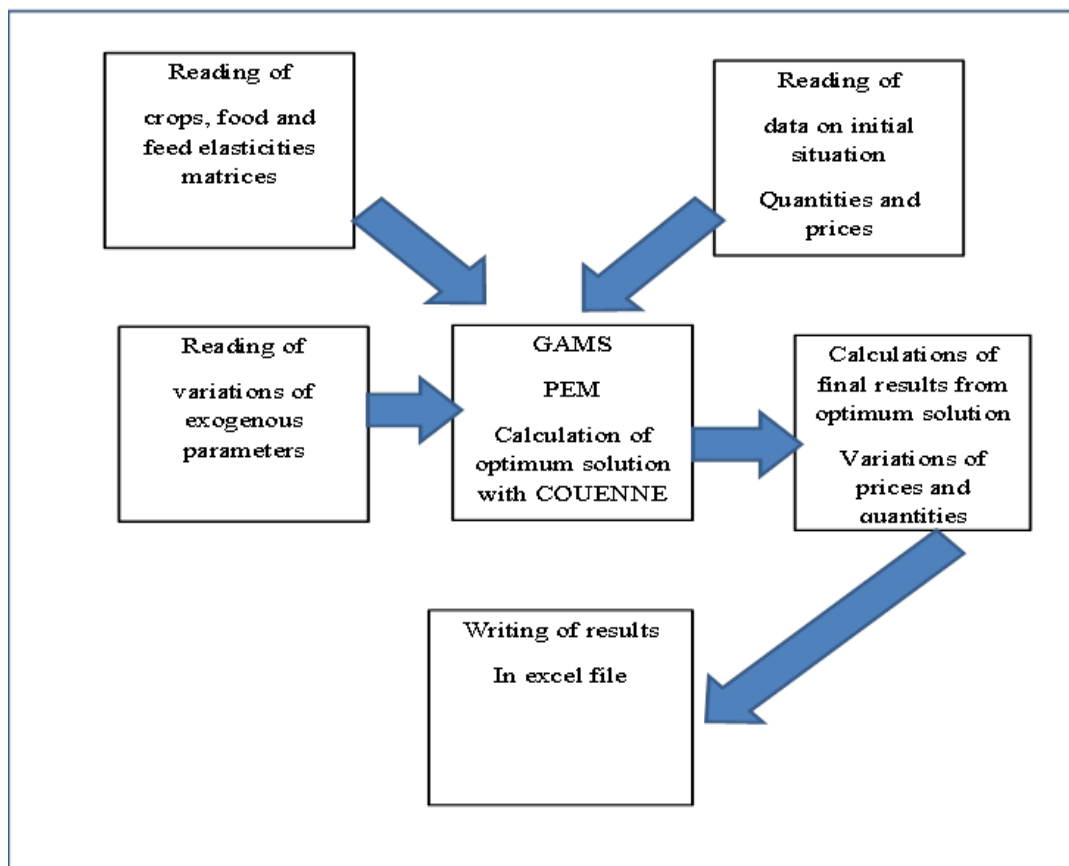 Reading of
crops, food and
feed elasticities
matrices
Reading of
data on initial
situation
Quantities and
prices
Reading of
variations of
exogenous
parameters
GAMS
PEM
Calculation of
optimum solution
with COUENNE
Calculations of
final results from
optimum solution
Variations of
prices and
quantities
Writing of results
In excel file